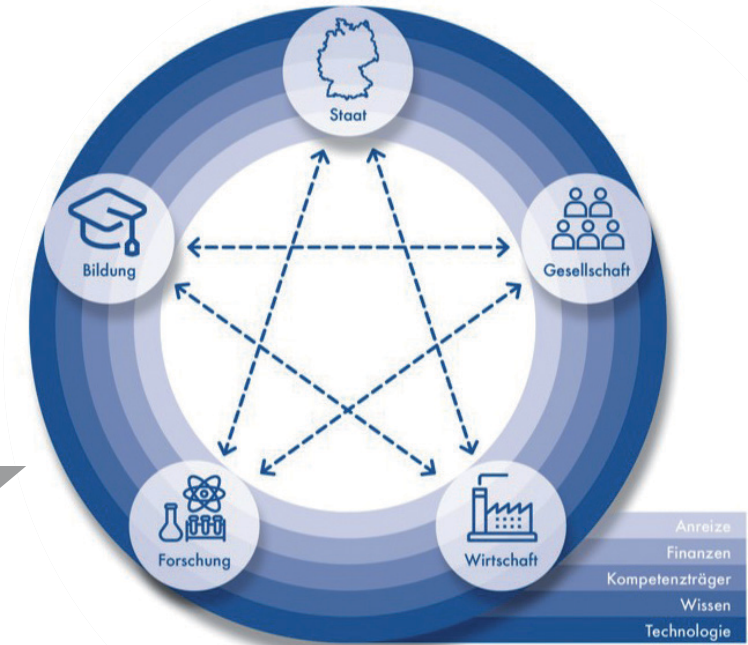 Staat
Bildung
Gesellschaft
Forschung
Wirtschaft
Anreize
Finanzen
Kompetenzträger
Wissen
Technologie